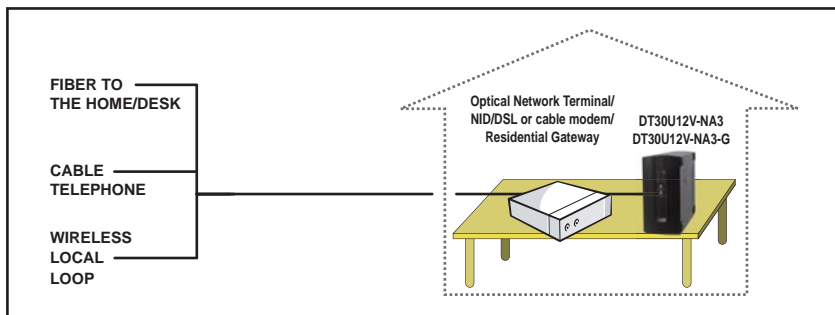 FIBER TO
THE HOME/DESK
CABLE
TELEPHONE
WIRELESS
LOCAL
LOOP
Optical Network Terminal/
NID/DSL or cable modem/
Residential Gateway
DT30U12V-NA3
DT30U12V-NA3-G